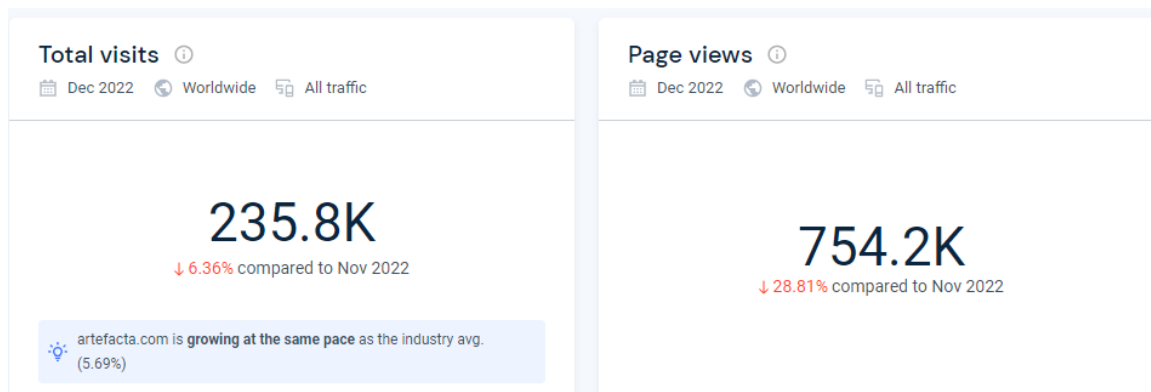 Total visits
Dec 2022 Worldwide All traffic
235.8K
↓ 6.36% compared to Nov 2022
artefacta.com is growing at the same pace as the industry avg.
(5.69%)
Page views
Dec 2022 Worldwide All traffic
754.2K
↓ 28.81% compared to Nov 2022